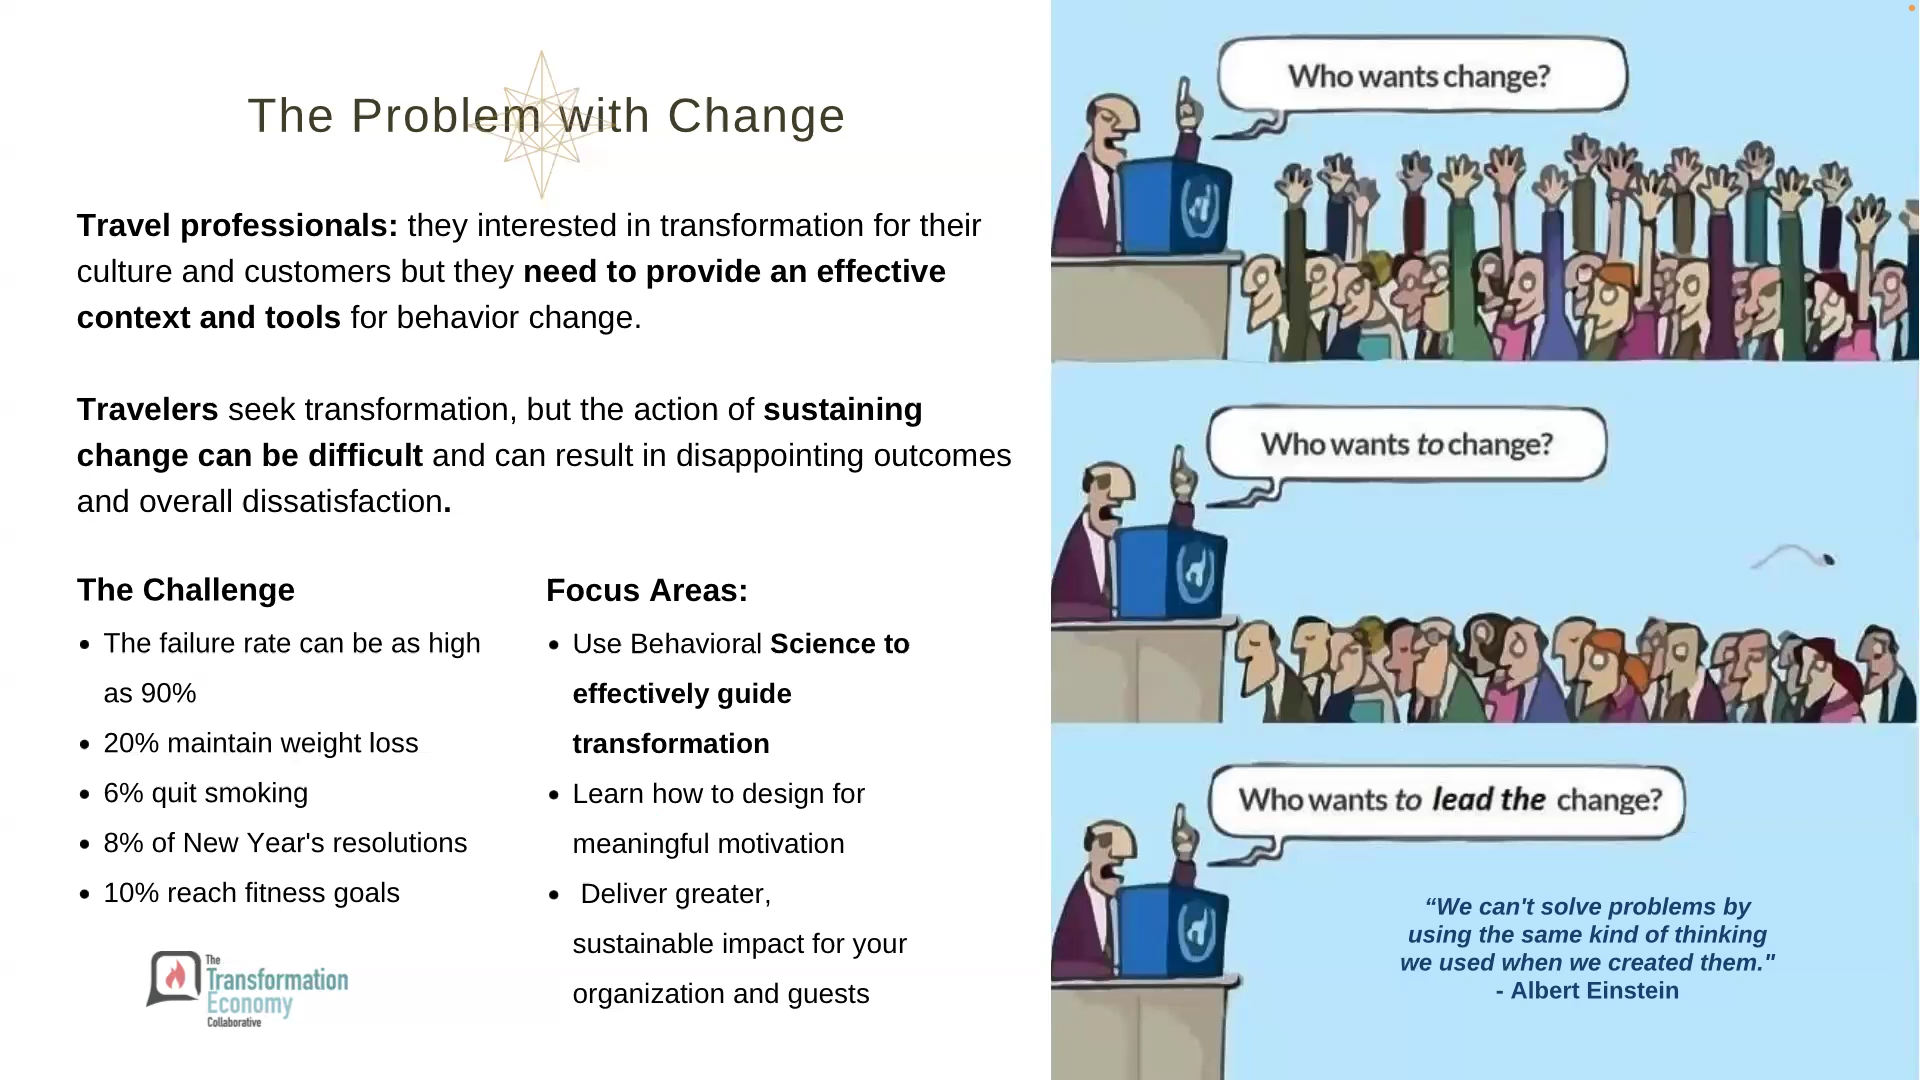 The Problem with Change
Travel professionals: they interested in transformation for their
culture and customers but they need to provide an effective
context and tools for behavior change.
Travelers seek transformation, but the action of sustaining
change can be difficult and can result in disappointing outcomes
and overall dissatisfaction.
The Challenge
• The failure rate can be as high
as 90%
• 20% maintain weight loss
• 6% quit smoking
• 8% of New Year's resolutions
• 10% reach fitness goals
Focus Areas:
• Use Behavioral Science to
effectively guide
transformation
• Learn how to design for
meaningful motivation
• Deliver greater,
sustainable impact for your
organization and guests
The
Transformation
Economy
Collaborative
Who wants change?
Who wants to change?
Who wants to lead the change?
“We can't solve problems by
using the same kind of thinking
we used when we created them."
- Albert Einstein